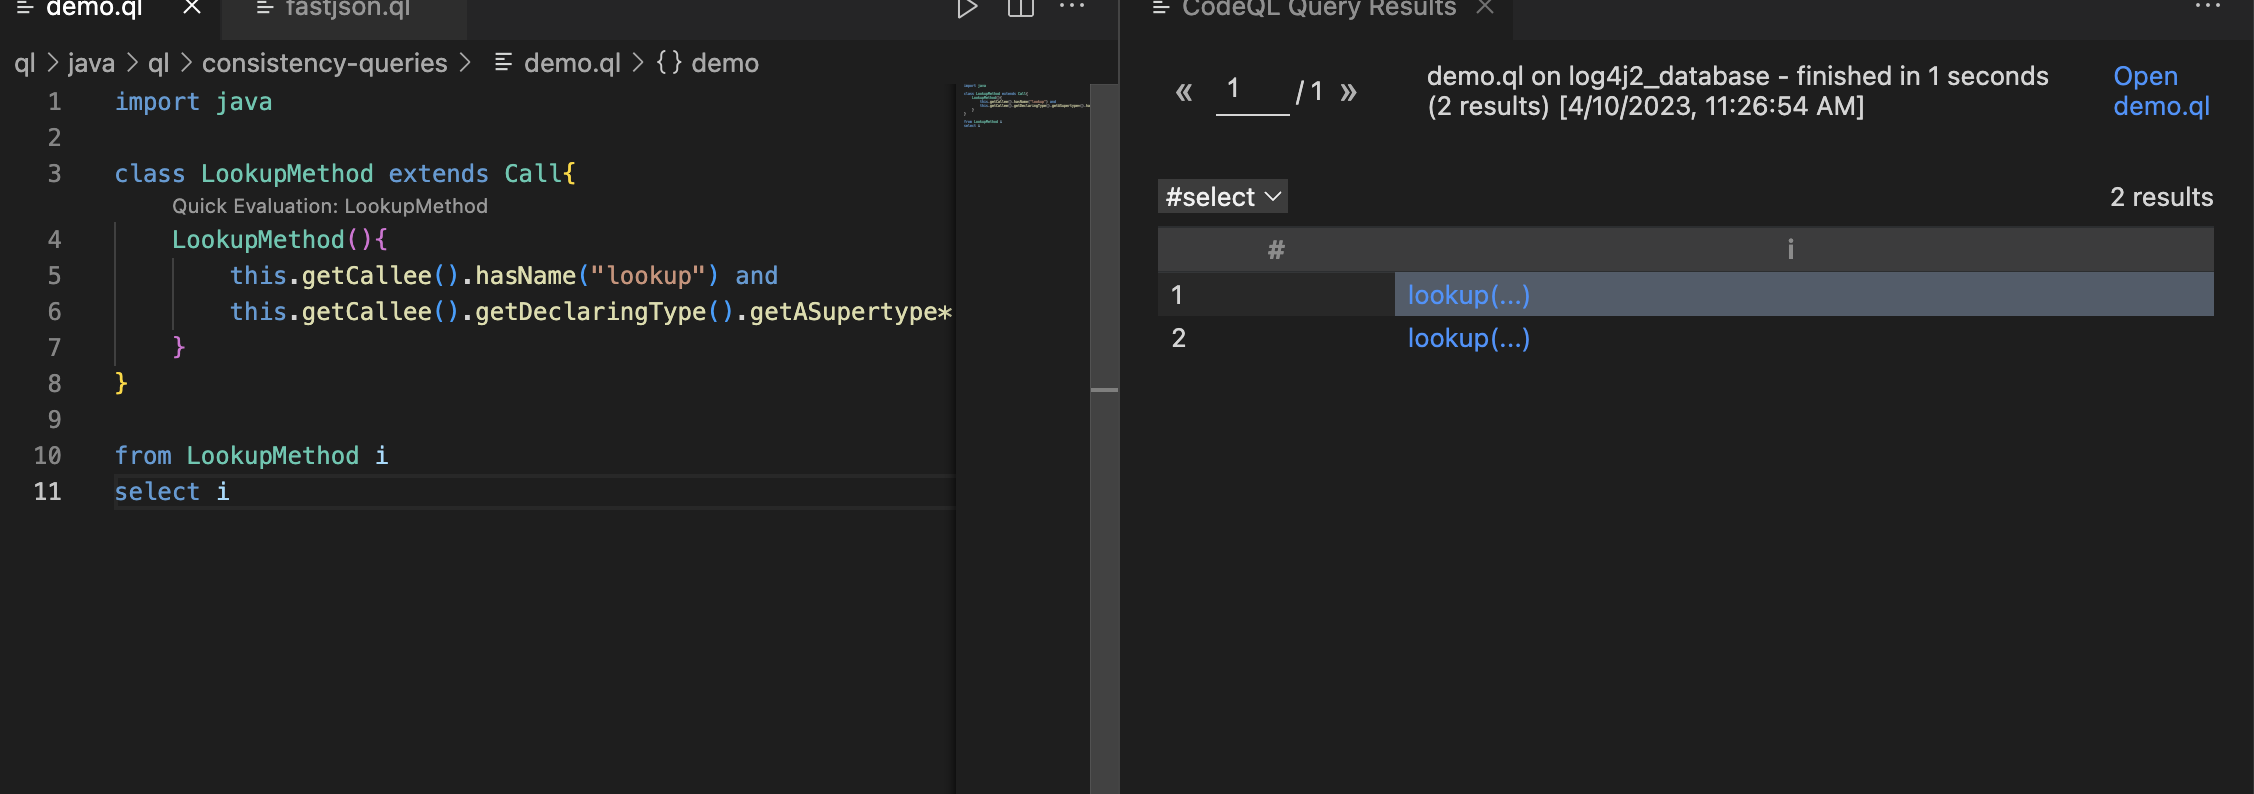 demo.ql
fastjson.ql
ql > java > ql > consistency-queries > demo.ql > {} demo
1 import java
2
3 class LookupMethod extends Call{
Quick Evaluation: LookupMethod
4 LookupMethod(){
5 this.getCallee().hasName("lookup") and
6 this.getCallee().getDeclaringType().getASupertype*
7 }
8 }
9
10 from LookupMethod i
11 select i
CodeQL Query Results
« 1 / 1 »
demo.ql on log4j2_database - finished in 1 seconds
(2 results) [4/10/2023, 11:26:54 AM]
Open
demo.ql
#select
2 results
# i
1 lookup(...)
2 lookup(...)